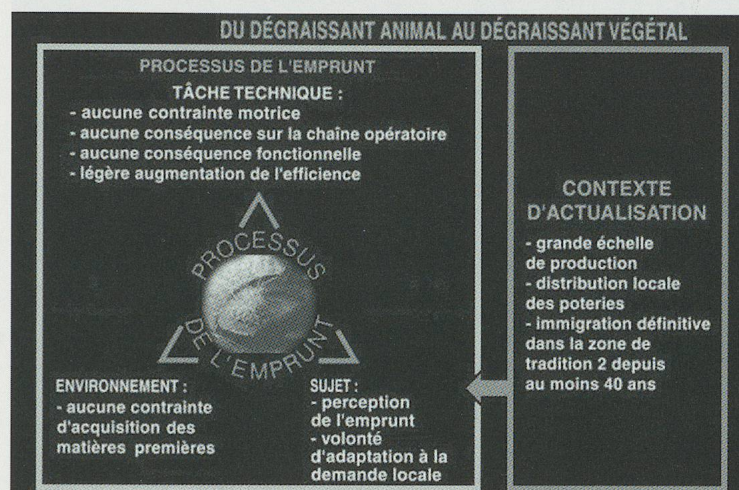 DU DÉGRAISSANT ANIMAL AU DÉGRAISSANT VÉGÉTAL
PROCESSUS DE L'EMPRUNT
TÂCHE TECHNIQUE :
- aucune contrainte motrice
- aucune conséquence sur la chaîne opératoire
- aucune conséquence fonctionnelle
- légère augmentation de l'efficience
PROCESSUS
DE L'EMPRUNT
ENVIRONNEMENT :
- aucune contrainte
d'acquisition des
matières premières
SUJET :
- perception
de l'emprunt
- volonté
d'adaptation à la
demande locale
CONTEXTE
D'ACTUALISATION
- grande échelle
de production
- distribution locale
des poteries
- immigration définitive
dans la zone de
tradition 2 depuis
au moins 40 ans